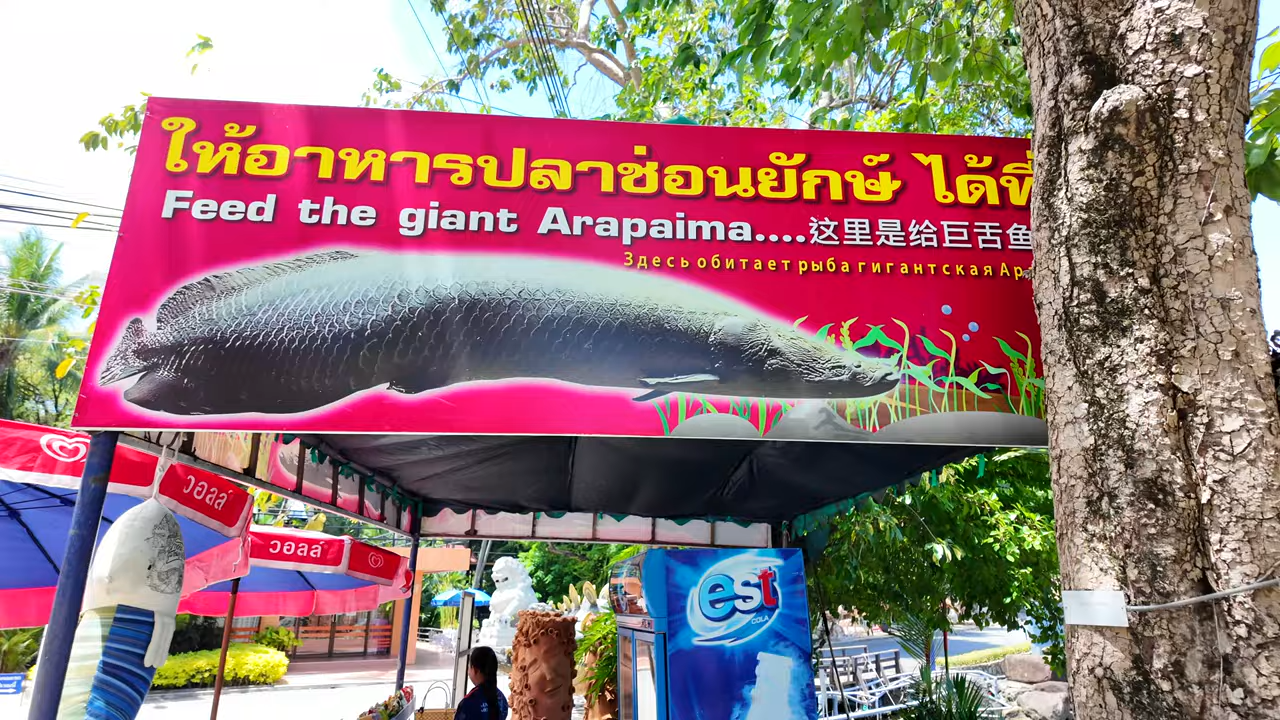 ให้อาหารปลาช่อนยักษ์ ได้ที่
Feed the giant Arapaima....这里是给巨舌鱼
Здесь обитает рыба гигантская Ар
วอลล์
วอลล์
est
COLA